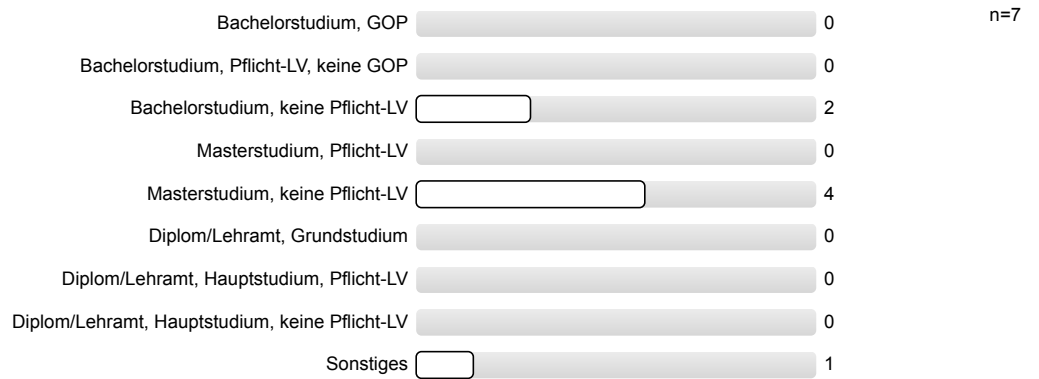 Bachelorstudium, GOP 0 n=7
Bachelorstudium, Pflicht-LV, keine GOP 0
Bachelorstudium, keine Pflicht-LV 2
Masterstudium, Pflicht-LV 0
Masterstudium, keine Pflicht-LV 4
Diplom/Lehramt, Grundstudium 0
Diplom/Lehramt, Hauptstudium, Pflicht-LV 0
Diplom/Lehramt, Hauptstudium, keine Pflicht-LV 0
Sonstiges 1